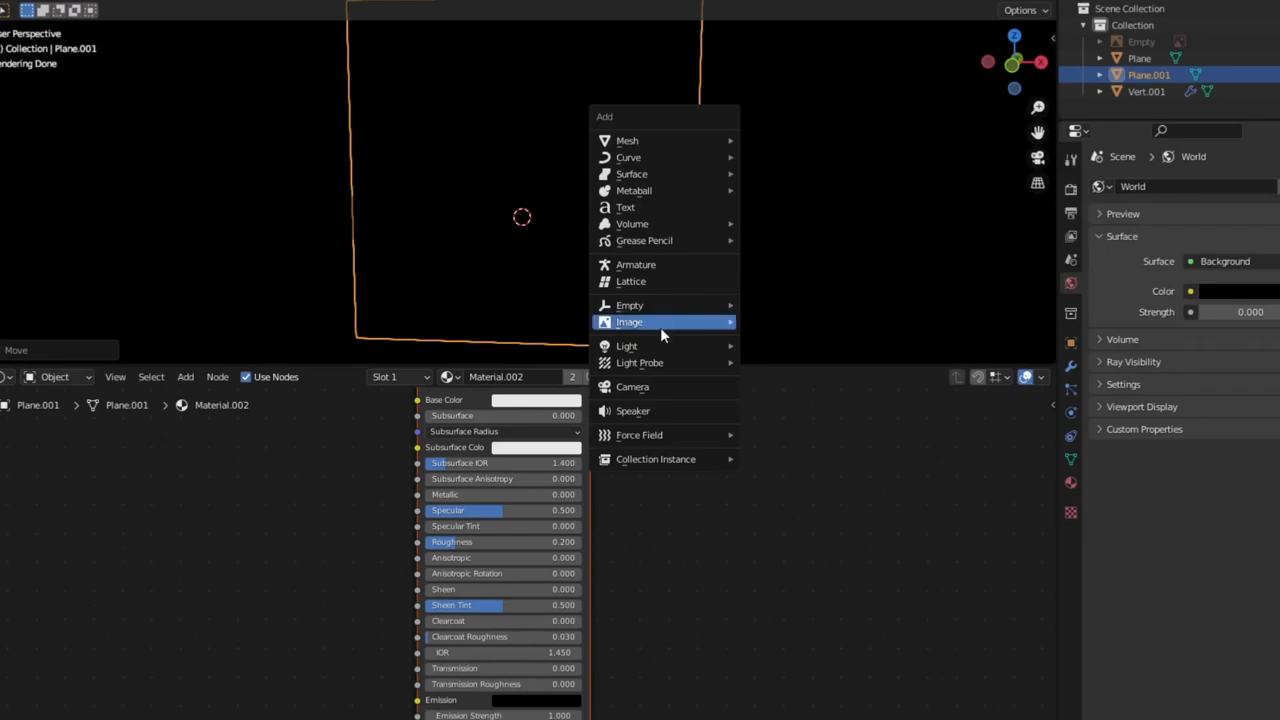 Options
ser Perspective
) Collection | Plane.001
ndering Done
Z
X
Scene Collection
Collection
Empty
Plane
Plane.001
Vert.001
Scene
World
World
Preview
Surface
Surface
Background
Color
Strength
0.000
Volume
Ray Visibility
Settings
Viewport Display
Custom Properties
Add
Mesh
Curve
Surface
Metaball
Text
Volume
Grease Pencil
Armature
Lattice
Empty
Image
Light
Light Probe
Camera
Speaker
Force Field
Collection Instance
Move
Object
View
Select
Add
Node
Use Nodes
Slot 1
Material.002
2
Plane.001
Plane.001
Material.002
Base Color
Subsurface 0.000
Subsurface Radius
Subsurface Colo
Subsurface IOR 1.400
Subsurface Anisotropy 0.000
Metallic 0.000
Specular 0.500
Specular Tint 0.000
Roughness 0.200
Anisotropic 0.000
Anisotropic Rotation 0.000
Sheen 0.000
Sheen Tint 0.500
Clearcoat 0.000
Clearcoat Roughness 0.030
IOR 1.450
Transmission 0.000
Transmission Roughness 0.000
Emission
Emission Strength 1.000